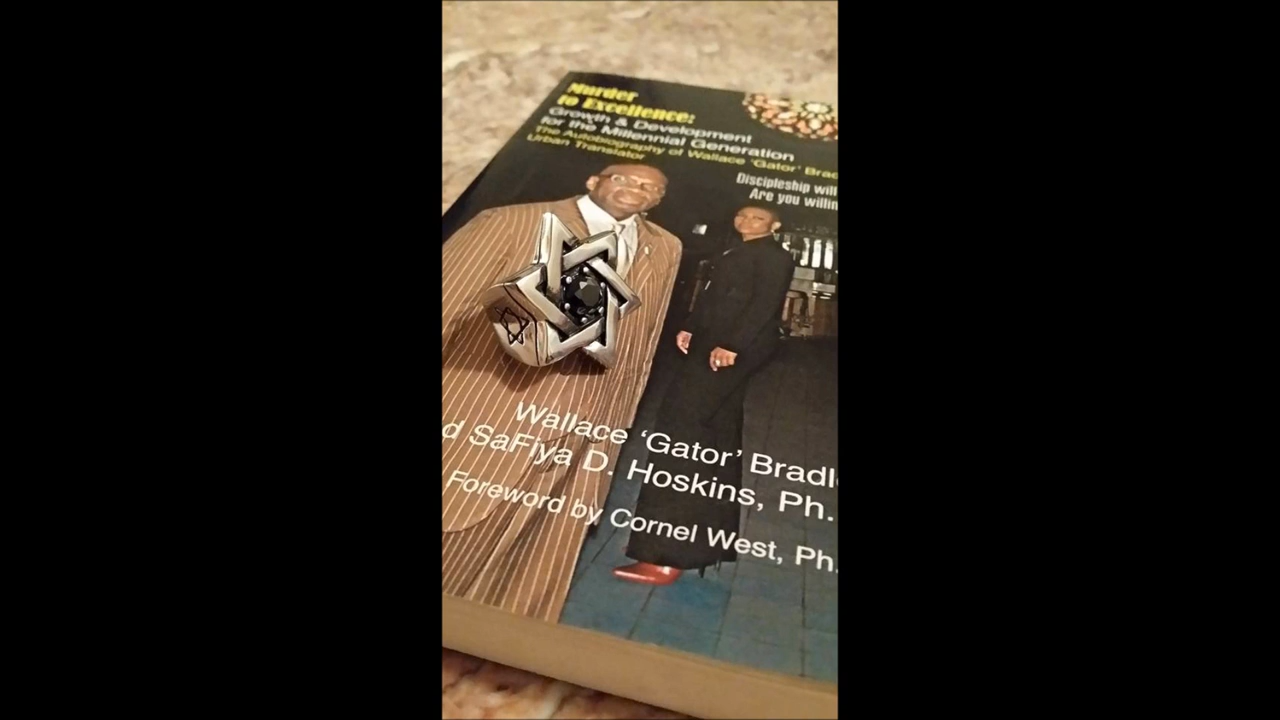 Murder
to Excellence:
Growth & Development
for the Millennial Generation
The Autobiography of Wallace 'Gator' Brad
Urban Translator
Discipleship will
Are you willin
Wallace 'Gator' Bradl
d SaFiya D. Hoskins, Ph.
Foreword by Cornel West, Ph.